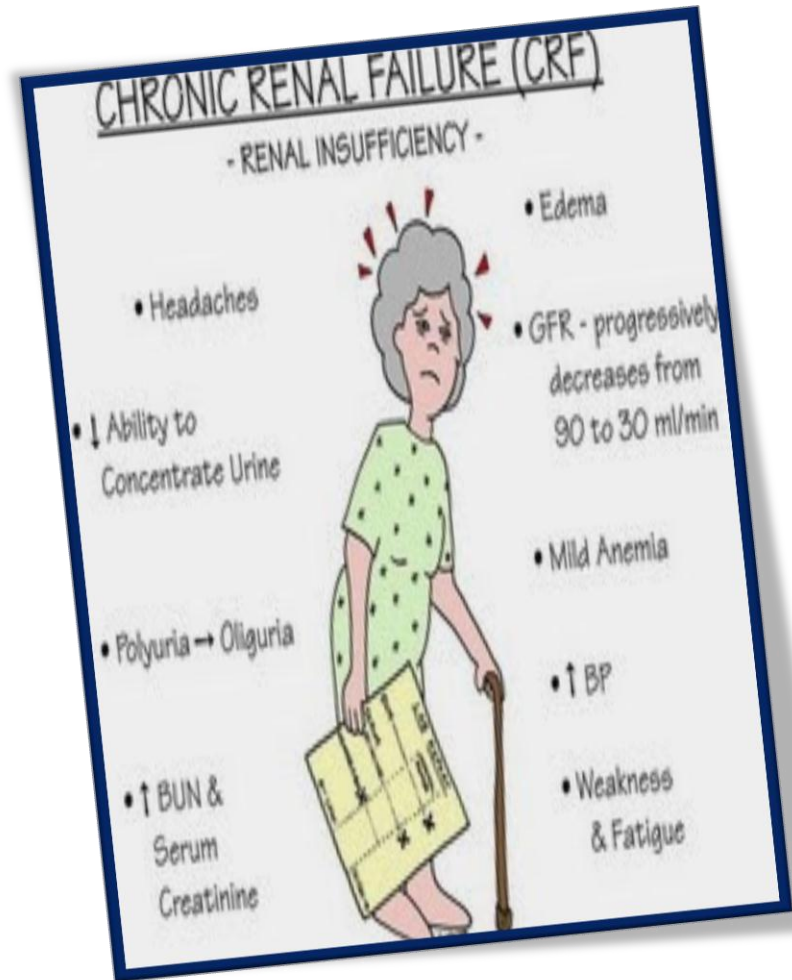 CHRONIC RENAL FAILURE (CRF)
- RENAL INSUFFICIENCY -
• Headaches
• ↓ Ability to
Concentrate Urine
• Polyuria → Oliguria
• ↑ BUN &
Serum
Creatinine
• Edema
• GFR - progressively
decreases from
90 to 30 ml/min
• Mild Anemia
• ↑ BP
• Weakness
& Fatigue